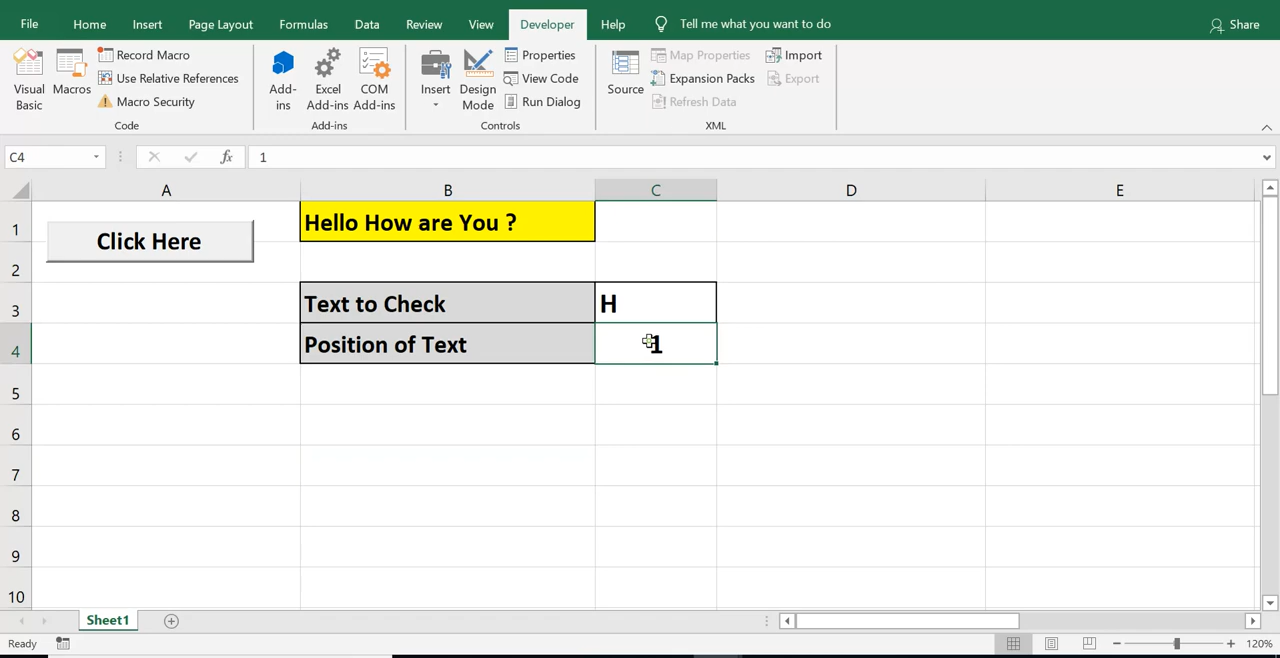 File Home Insert Page Layout Formulas Data Review View Developer Help Tell me what you want to do Share
Visual Basic
Macros
Record Macro
Use Relative References
Macro Security
Code
Add-ins
Excel Add-ins
COM Add-ins
Add-ins
Insert
Design Mode
Properties
View Code
Run Dialog
Controls
Source
Map Properties
Expansion Packs
Refresh Data
Import
Export
XML
C4 fx 1
A B C D E
1 Click Here Hello How are You ?
2
3 Text to Check H
4 Position of Text 1
5
6
7
8
9
10
Sheet1
Ready 120%